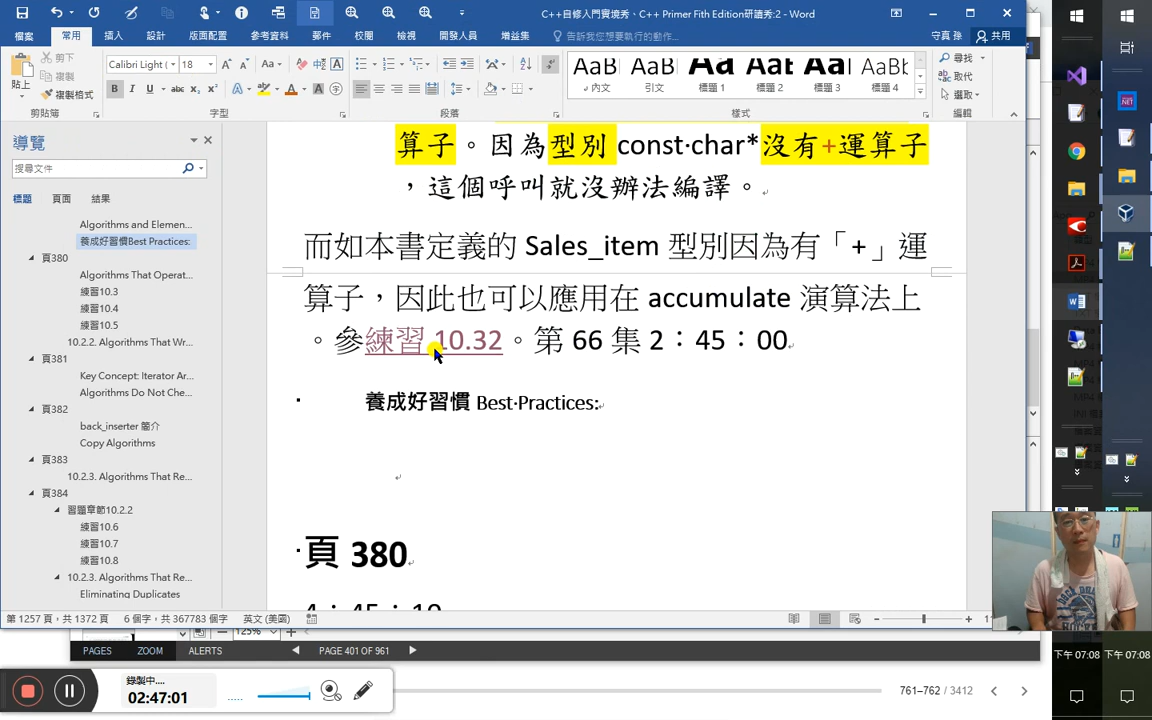 C++自修入門實境秀、C++ Primer Fith Edition研讀秀:2 - Word
檔案 常用 插入 設計 版面配置 參考資料 郵件 校閱 檢視 開發人員 增益集 告訴我您想要執行的動作... 守真 孫 共用
貼上 剪下 複製 複製格式 剪貼簿
Calibri Light ( 18
字型 段落
AaB AaB AaB AaB AaB AaBb
內文 引文 標題 1 標題 2 標題 3 標題 4
樣式
尋找 取代 選取 編輯
導覽
搜尋文件
標題 頁面 結果
Algorithms and Elemen...
養成好習慣Best Practices:
頁380
Algorithms That Operat...
練習10.3
練習10.4
練習10.5
10.2.2. Algorithms That Wr...
頁381
Key Concept: Iterator Ar...
Algorithms Do Not Che...
頁382
back_inserter 簡介
Copy Algorithms
頁383
10.2.3. Algorithms That Re...
頁384
習題章節10.2.2
練習10.6
練習10.7
練習10.8
10.2.3. Algorithms That Re...
Eliminating Duplicates
算子。因為型別 const·char*沒有+運算子
，這個呼叫就沒辦法編譯。
而如本書定義的 Sales_item 型別因為有「+」運
算子，因此也可以應用在 accumulate 演算法上
。參練習 10.32。第 66 集 2：45：00
養成好習慣 Best·Practices:
頁 380
4：45：10
第 1257 頁，共 1372 頁 6 個字，共 367783 個字 英文 (美國)
125%
PAGES ZOOM ALERTS PAGE 401 OF 961
錄製中....
02:47:01
761–762 / 3412
下午 07:08 下午 07:08